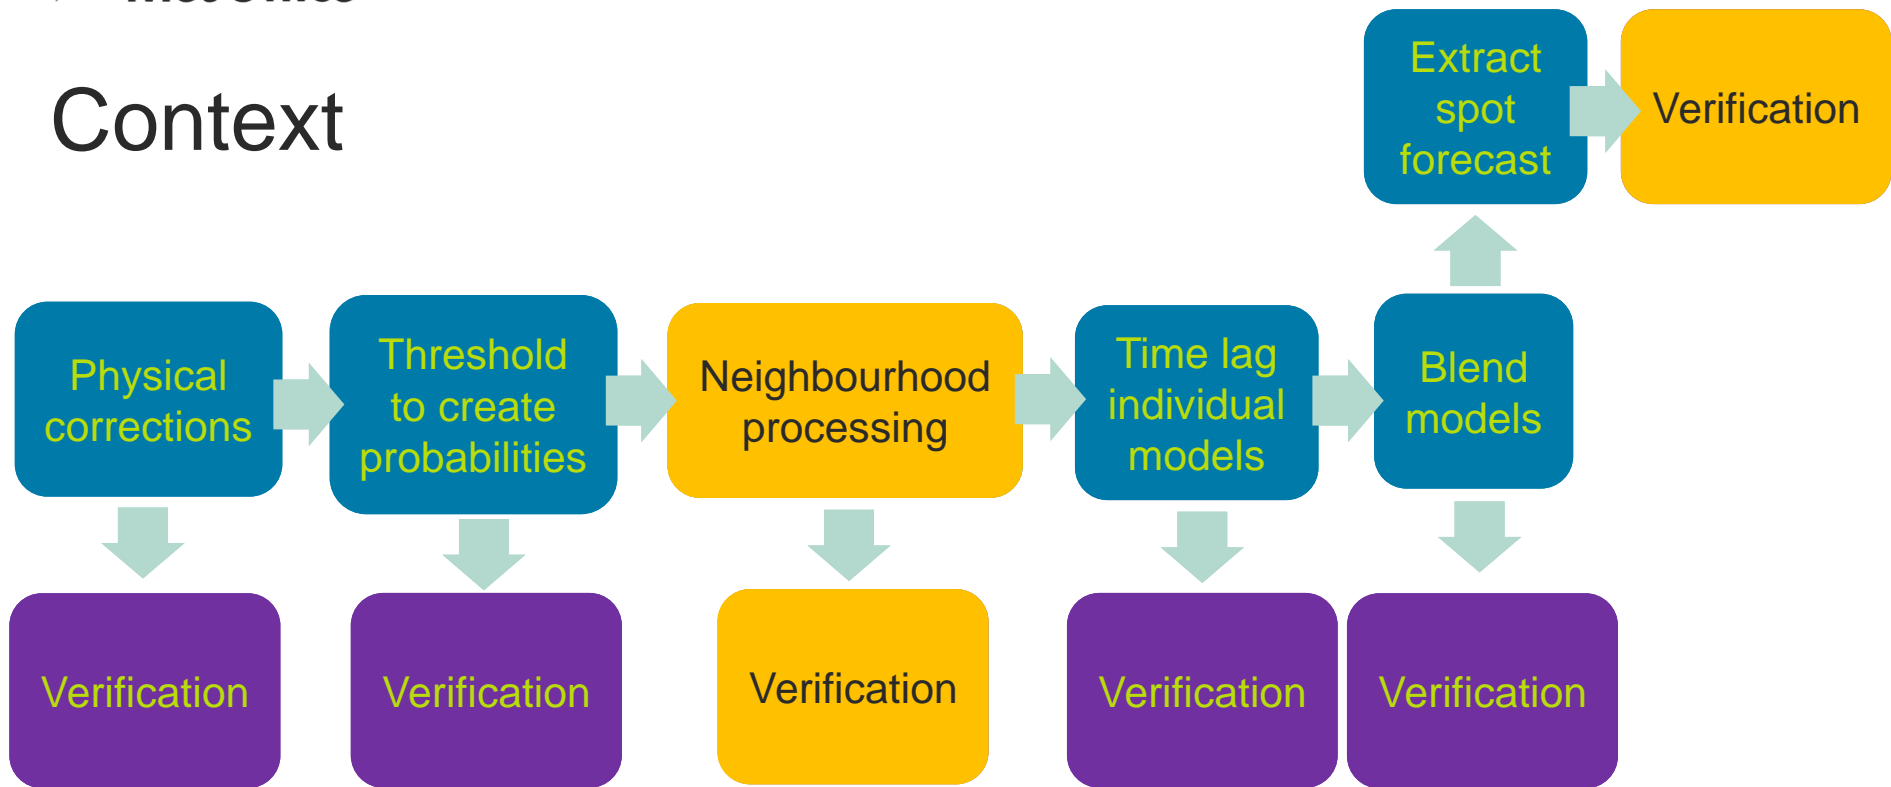 Context
Extract
spot
forecast
Verification
Physical
corrections
Threshold
to create
probabilities
Neighbourhood
processing
Time lag
individual
models
Blend
models
Verification
Verification
Verification
Verification
Verification